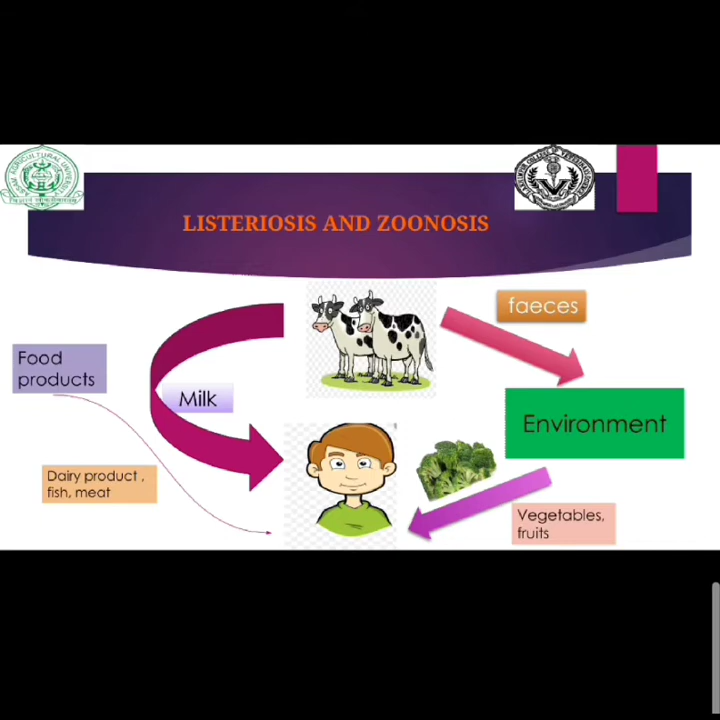 LISTERIOSIS AND ZOONOSIS
faeces
Food
products
Milk
Environment
Dairy product ,
fish, meat
Vegetables,
fruits